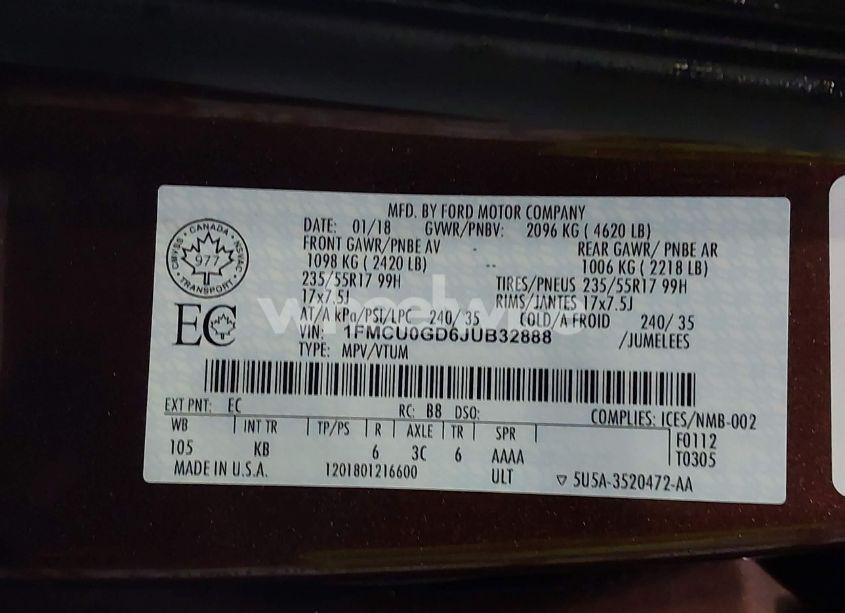 MFD. BY FORD MOTOR COMPANY
DATE: 01/18 GVWR/PNBV: 2096 KG ( 4620 LB)
FRONT GAWR/PNBE AV REAR GAWR/ PNBE AR
1098 KG ( 2420 LB) -- 1006 KG ( 2218 LB)
235/55R17 99H TIRES/PNEUS 235/55R17 99H
17x7.5J RIMS/JANTES 17x7.5J
AT/A kPa/PSI/LPC 240/ 35 COLD/A FROID 240/ 35
VIN: 1FMCU0GD6JUB32888 /JUMELEES
TYPE: MPV/VTUM
CANADA
CMVSS • NSVAC
977
TRANSPORT
EC
EXT PNT: EC RC: B8 DSO: COMPLIES: ICES/NMB-002
WB INT TR TP/PS R AXLE TR SPR F0112
105 KB 6 3C 6 AAAA T0305
MADE IN U.S.A. 1201801216600 ULT ▽ 5U5A-3520472-AA